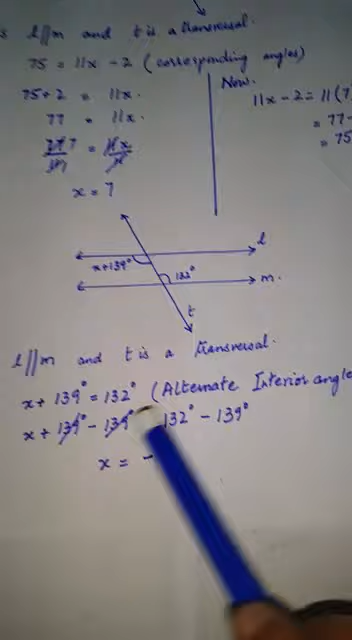 l||m and t is a transversal.
75 = 11x - 2 (corresponding angles)
75+2 = 11x.
77 = 11x.
77 7 / 11 = 11x / 11
x = 7
Now,
11x - 2 = 11(7
= 77 -
= 75
l
x+139°
132°
m.
t
l||m and t is a transversal.
x + 139° = 132° (Alternate Interior angle
x + 139° - 139° 132° - 139°
x = -